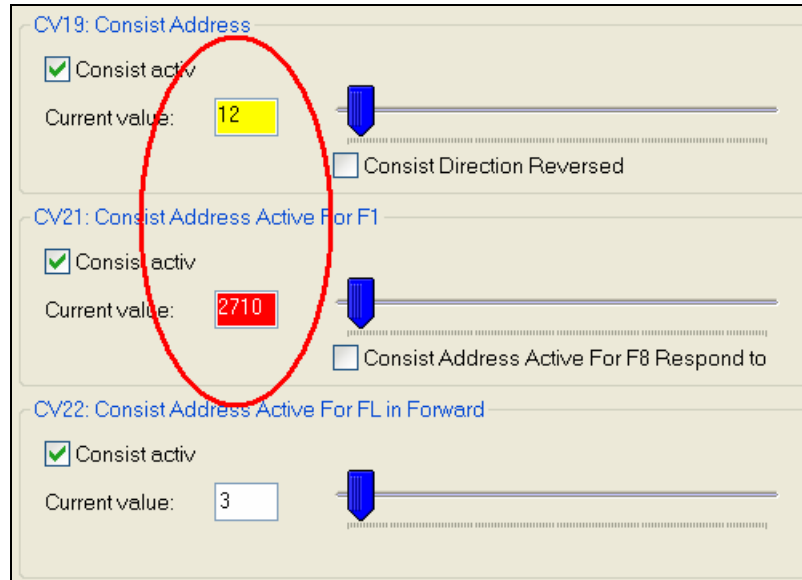 CV19: Consist Address
Consist activ
Current value: 12
Consist Direction Reversed
CV21: Consist Address Active For F1
Consist activ
Current value: 2710
Consist Address Active For F8 Respond to
CV22: Consist Address Active For FL in Forward
Consist activ
Current value: 3